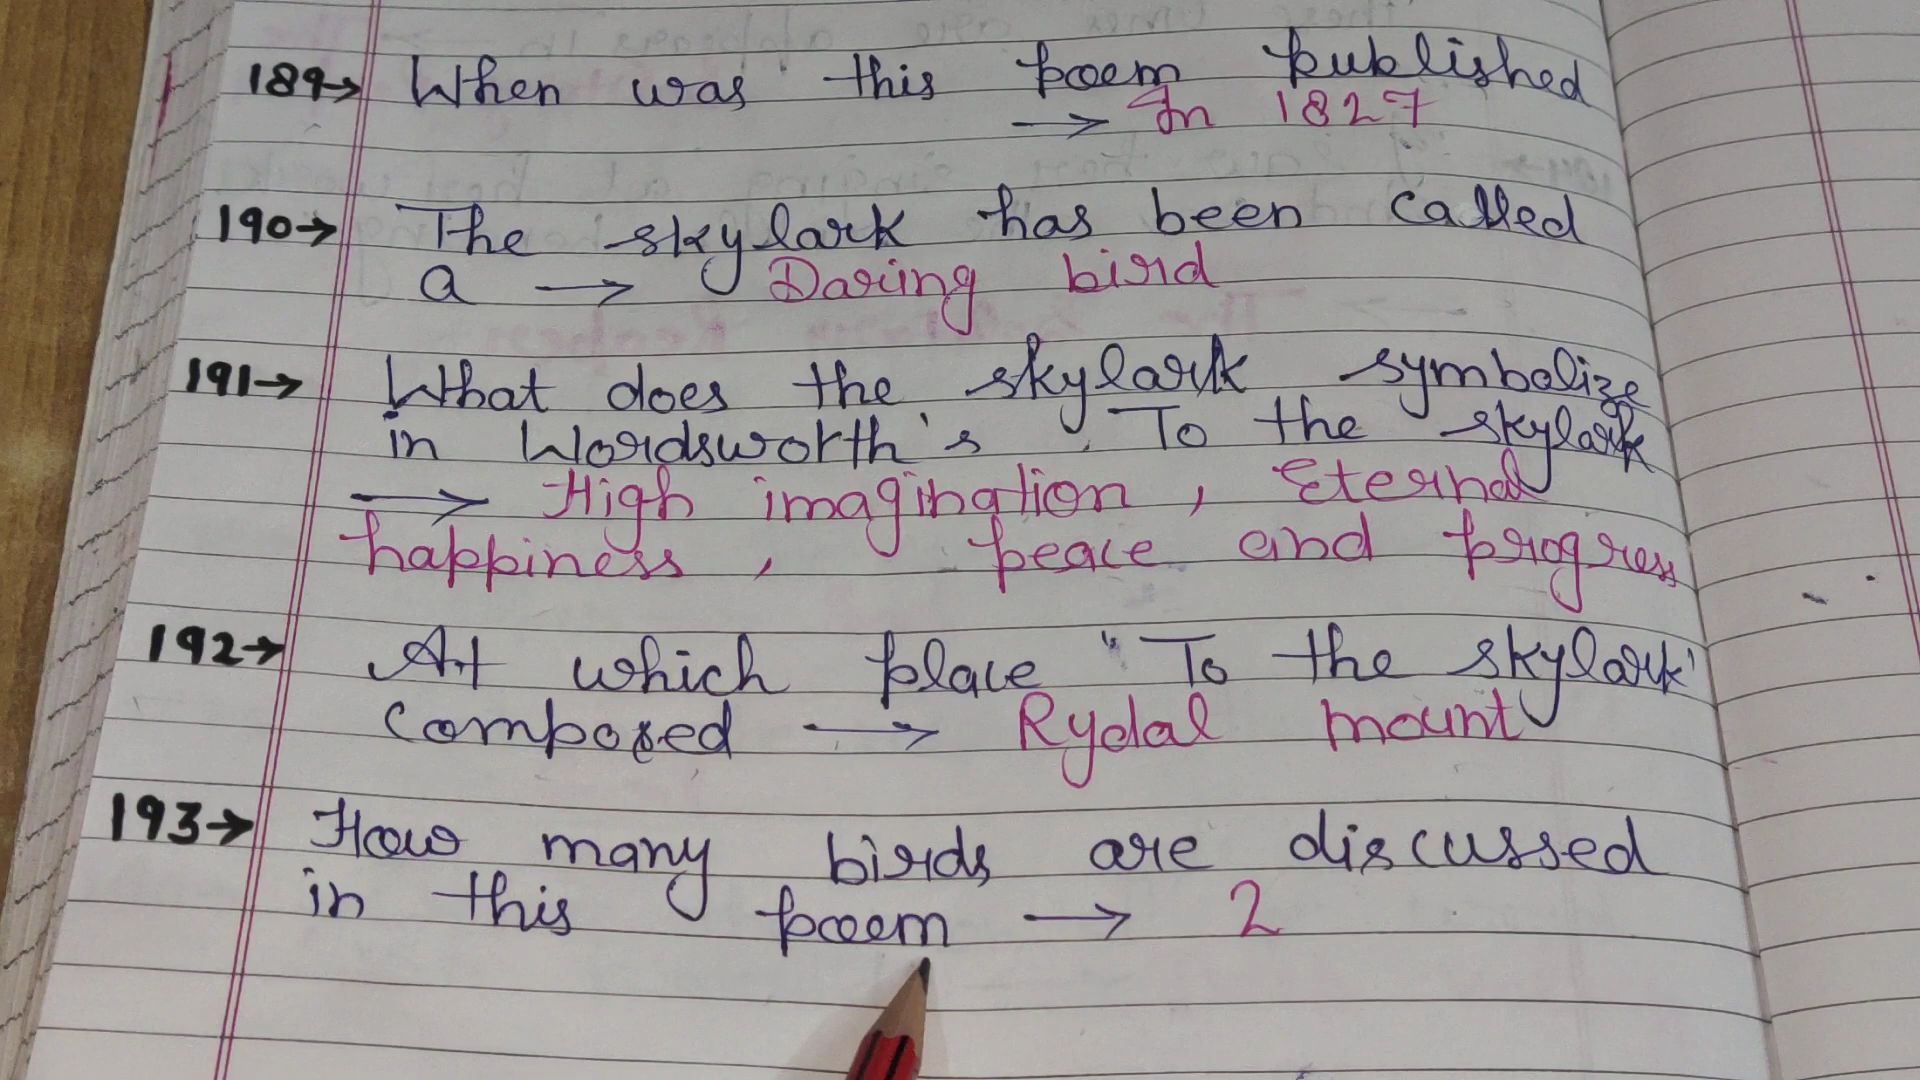 189→ When was this poem published
→ In 1827
190→ The skylark has been called
a → Daring bird
191→ What does the skylark symbolize
in Wordsworth's To the skylark
→ High imagination, Eternal
happiness, peace and progress
192→ At which place "To the skylark'
composed → Rydal mount
193→ How many birds are discussed
in this poem → 2